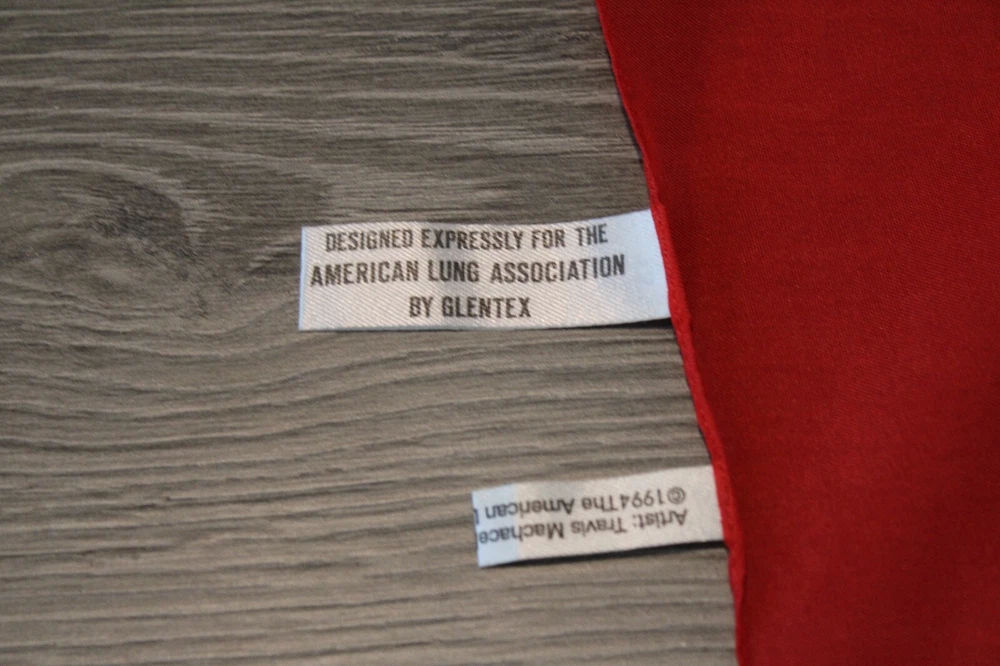 DESIGNED EXPRESSLY FOR THE
AMERICAN LUNG ASSOCIATION
BY GLENTEX
Artist: Travis Machace
©1994The American